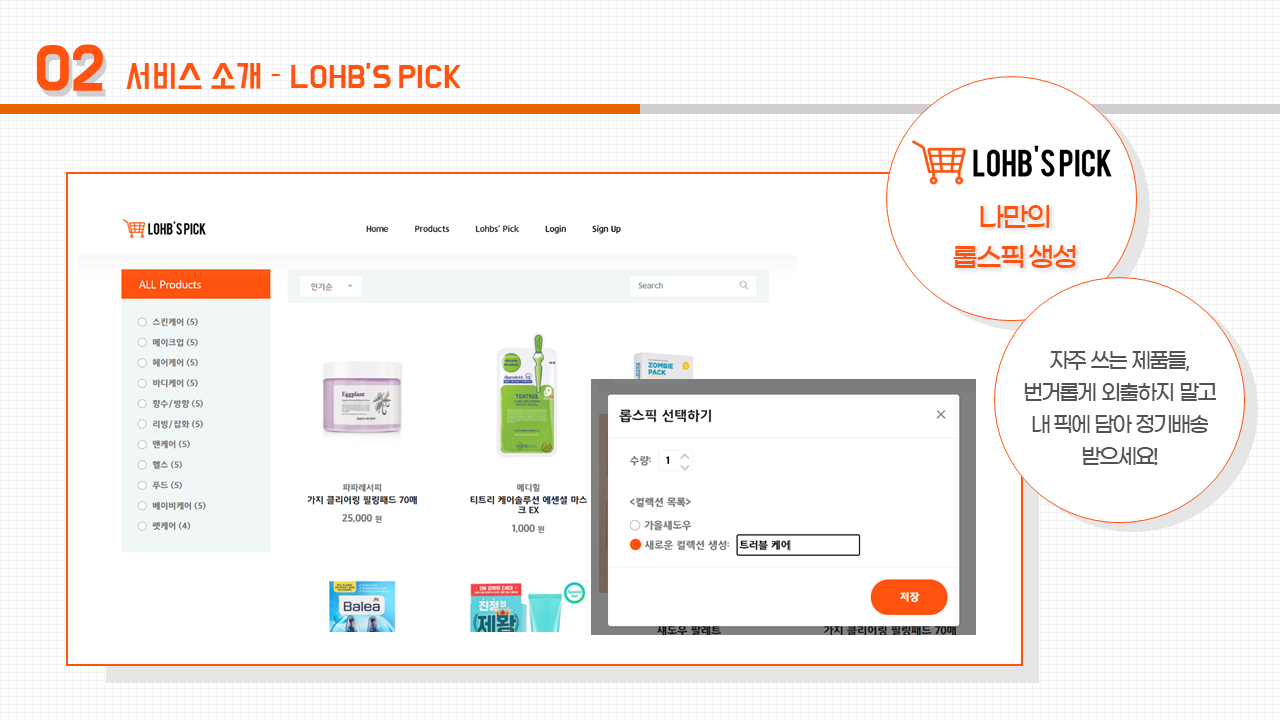 02 서비스 소개 - LOHB'S PICK
LOHB'S PICK
나만의
롭스픽 생성
자주 쓰는 제품들,
번거롭게 외출하지 말고
내 픽에 담아 정기배송
받으세요!
LOHB'S PICK
Home Products Lohbs' Pick Login Sign Up
ALL Products
인기순 Search
스킨케어 (5)
메이크업 (5)
헤어케어 (5)
바디케어 (5)
향수/방향 (5)
리빙/잡화 (5)
맨케어 (5)
헬스 (5)
푸드 (5)
베이비케어 (5)
펫케어 (4)
Eggplant
TEATREE
ZOMBIE
PACK
파파레서피
가지 클리어링 필링패드 70매
25,000 원
메디힐
티트리 케어솔루션 에센셜 마스
크 EX
1,000 원
Balea
진정
제왕
롭스픽 선택하기
수량: 1
<컬렉션 목록>
가을섀도우
새로운 컬렉션 생성: 트러블 케어
저장
섀도우 팔레트
가지 클리어링 필링패드 70매